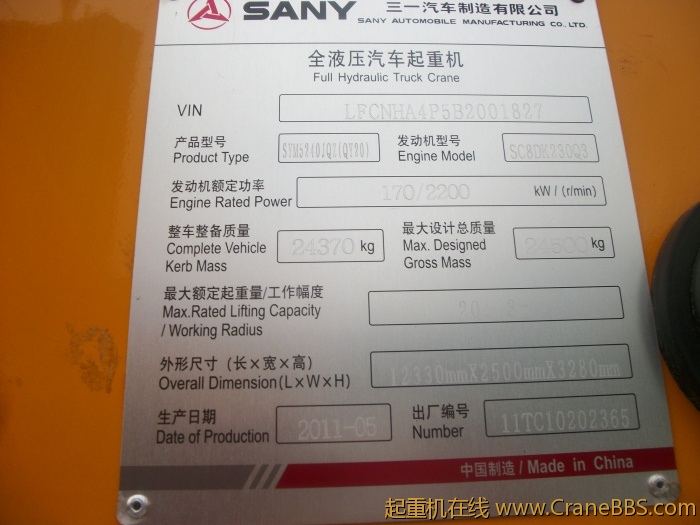 SANY 三一汽车制造有限公司
SANY AUTOMOBILE MANUFACTURING CO., LTD.
全液压汽车起重机
Full Hydraulic Truck Crane
VIN LFCNHA4P5B2001827
产品型号 发动机型号
Product Type Engine Model SC8DK230Q3
发动机额定功率
Engine Rated Power 170/2200 kW / (r/min)
整车整备质量 最大设计总质量
Complete Vehicle 24370 kg Max. Designed 24500 kg
Kerb Mass Gross Mass
最大额定起重量/工作幅度
Max.Rated Lifting Capacity
/ Working Radius
外形尺寸 (长×宽×高)
Overall Dimension(L×W×H) 12330mmX2500mmX3280mm
生产日期 2011-05 出厂编号 11TC10202365
Date of Production Number
中国制造 / Made in China
起重机在线 www.CraneBBS.com